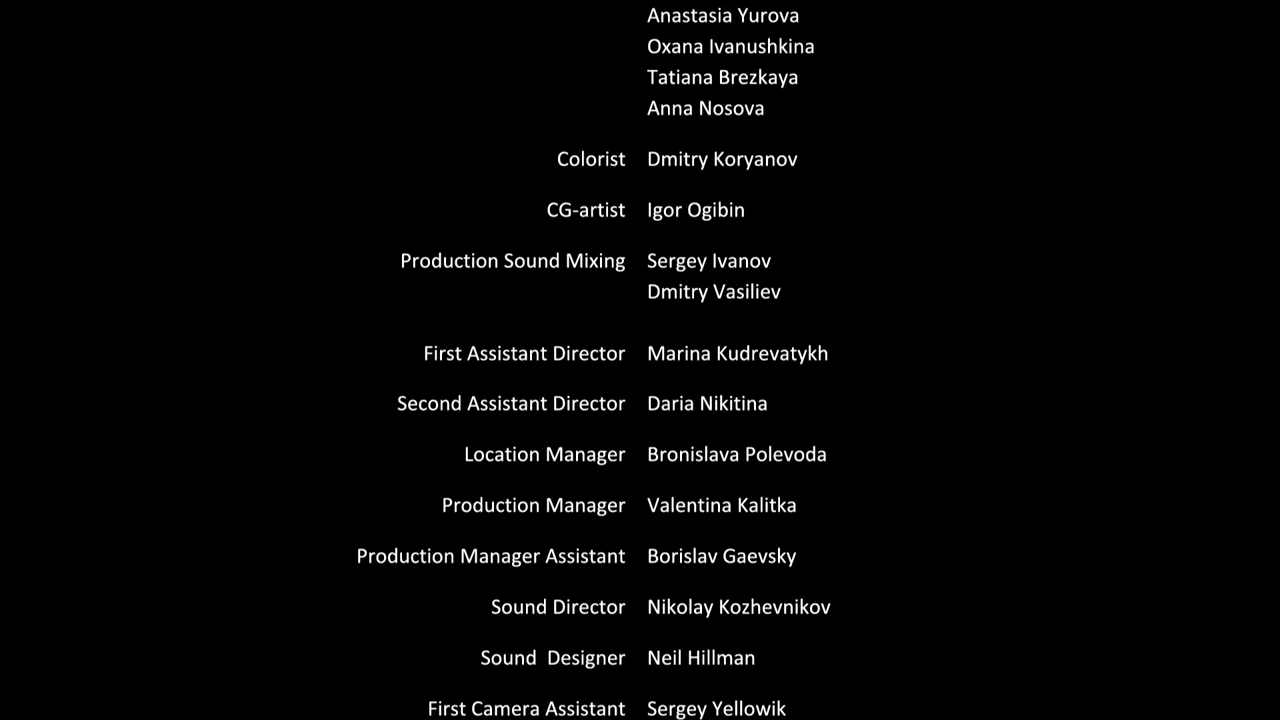 Anastasia Yurova
Oxana Ivanushkina
Tatiana Brezkaya
Anna Nosova
Colorist Dmitry Koryanov
CG-artist Igor Ogibin
Production Sound Mixing Sergey Ivanov
Dmitry Vasiliev
First Assistant Director Marina Kudrevatykh
Second Assistant Director Daria Nikitina
Location Manager Bronislava Polevoda
Production Manager Valentina Kalitka
Production Manager Assistant Borislav Gaevsky
Sound Director Nikolay Kozhevnikov
Sound  Designer Neil Hillman
First Camera Assistant Sergey Yellowik